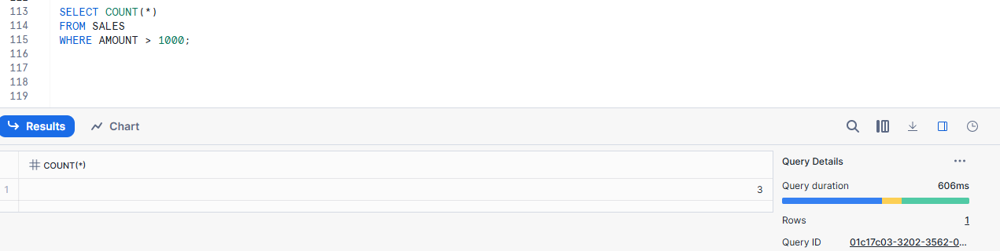 113 SELECT COUNT(*)
114 FROM SALES
115 WHERE AMOUNT > 1000;
116
117
118
119
Results Chart
COUNT(*)
1 3
Query Details
Query duration 606ms
Rows 1
Query ID 01c17c03-3202-3562-0...